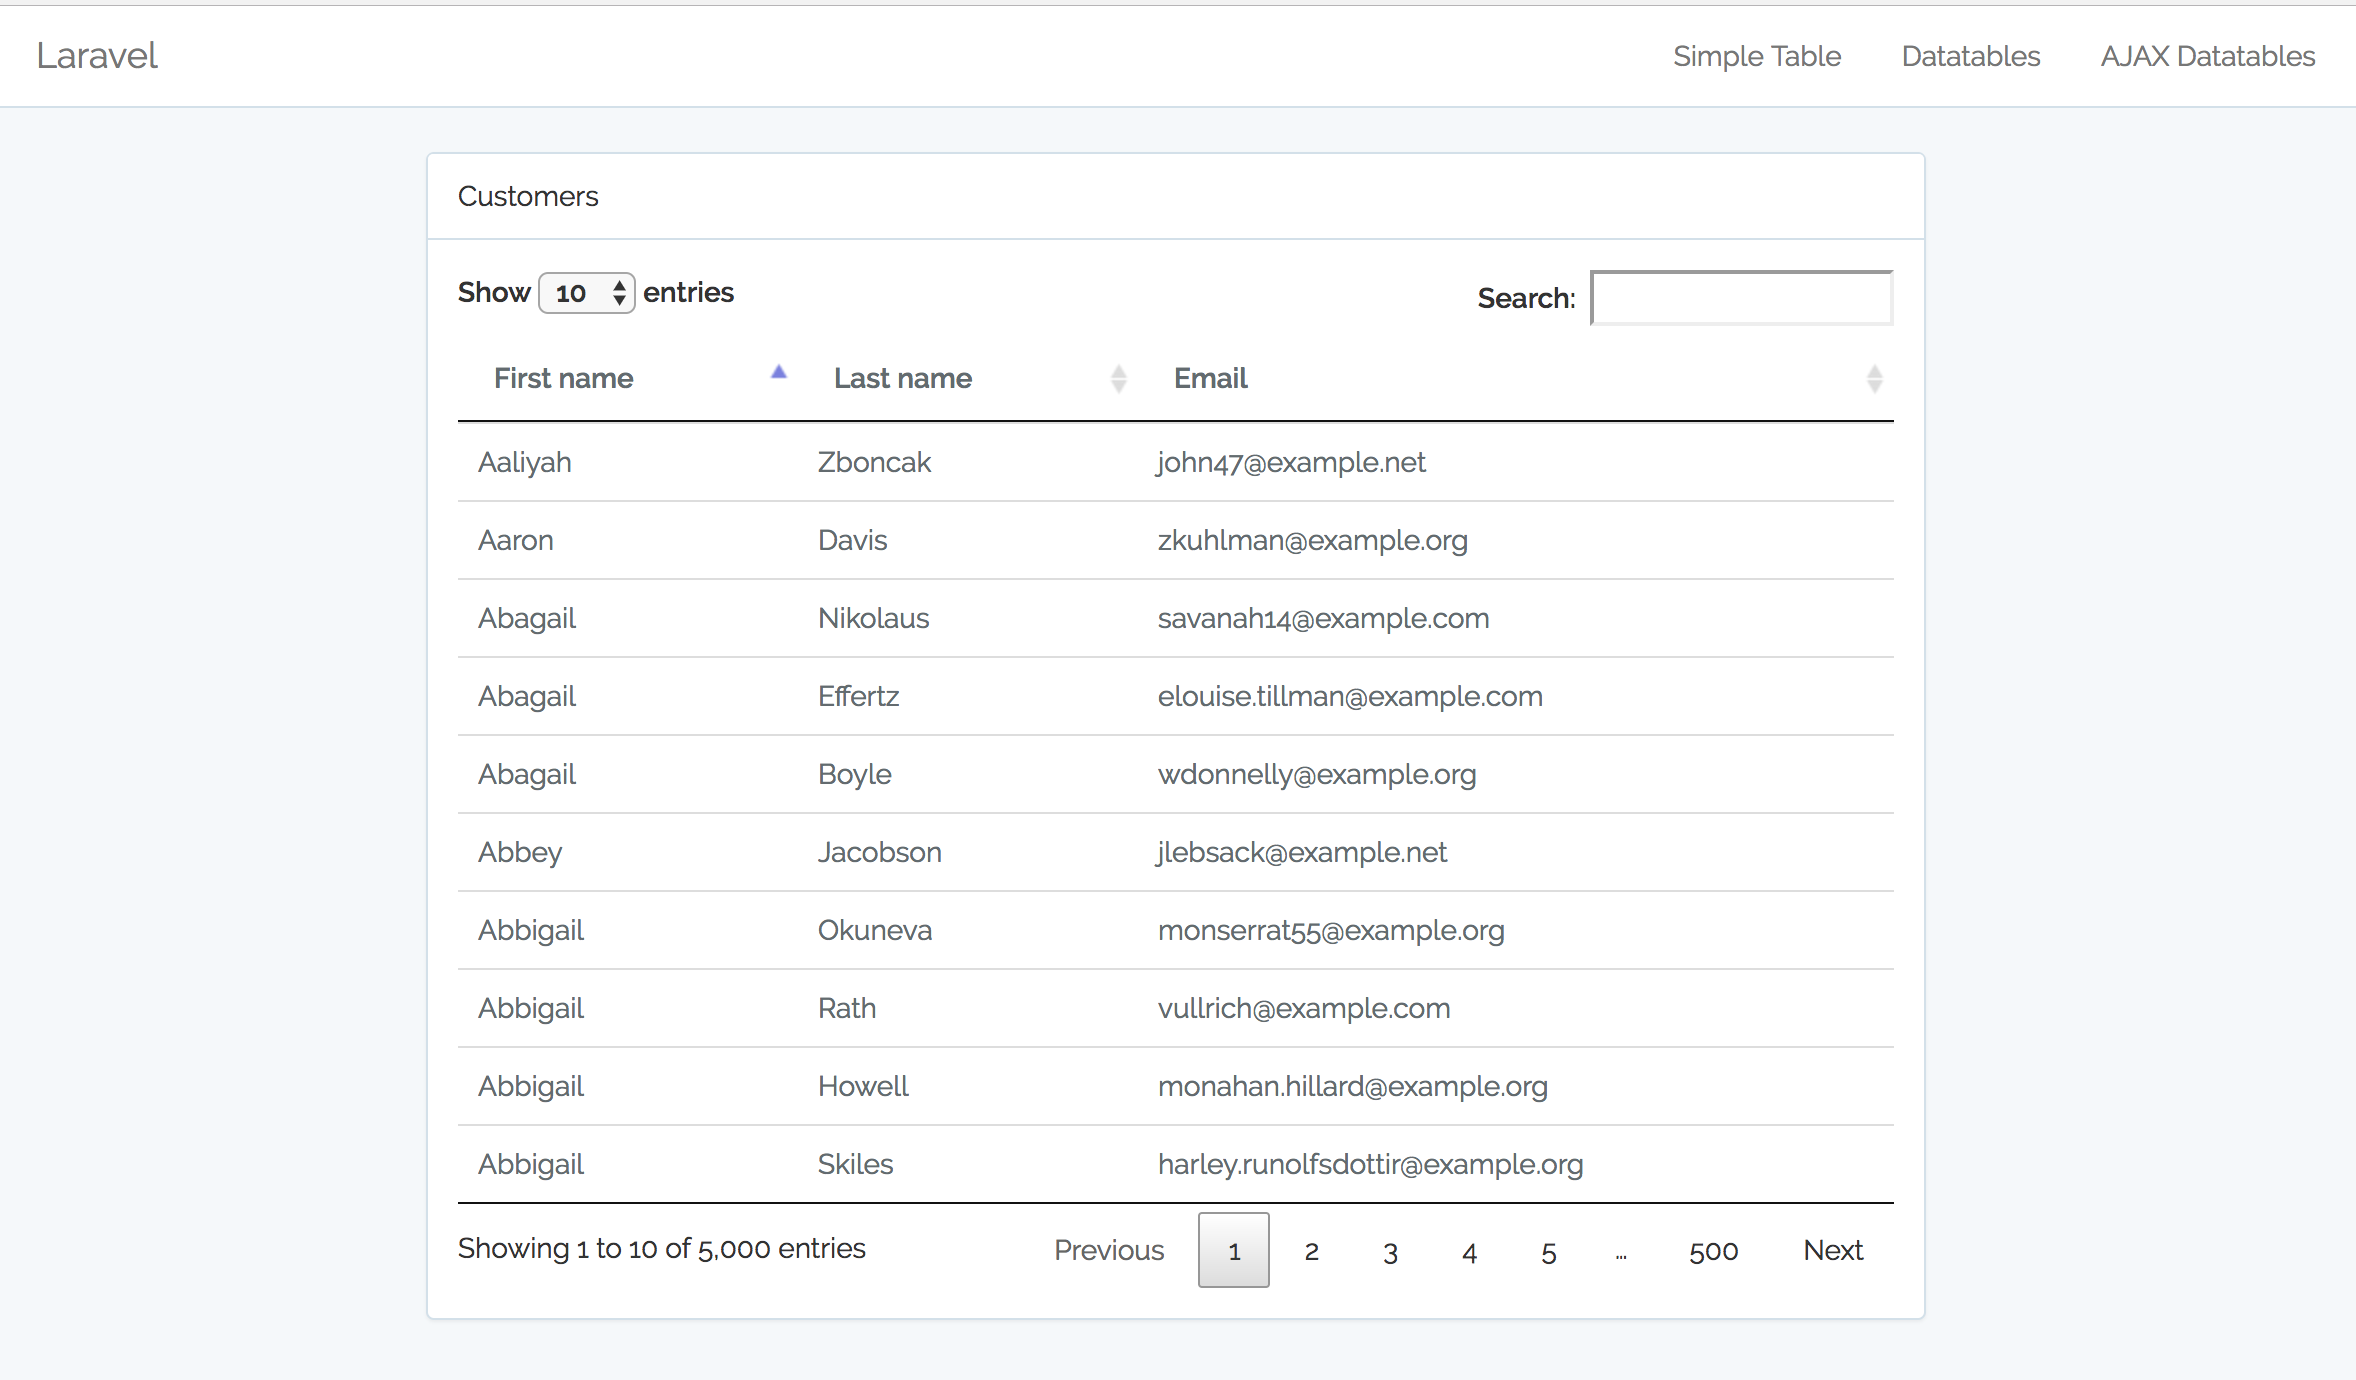 Laravel Simple Table Datatables AJAX Datatables
Customers
Show 10 entries Search:
First name Last name Email
Aaliyah Zboncak john47@example.net
Aaron Davis zkuhlman@example.org
Abagail Nikolaus savanah14@example.com
Abagail Effertz elouise.tillman@example.com
Abagail Boyle wdonnelly@example.org
Abbey Jacobson jlebsack@example.net
Abbigail Okuneva monserrat55@example.org
Abbigail Rath vullrich@example.com
Abbigail Howell monahan.hillard@example.org
Abbigail Skiles harley.runolfsdottir@example.org
Showing 1 to 10 of 5,000 entries Previous 1 2 3 4 5 … 500 Next